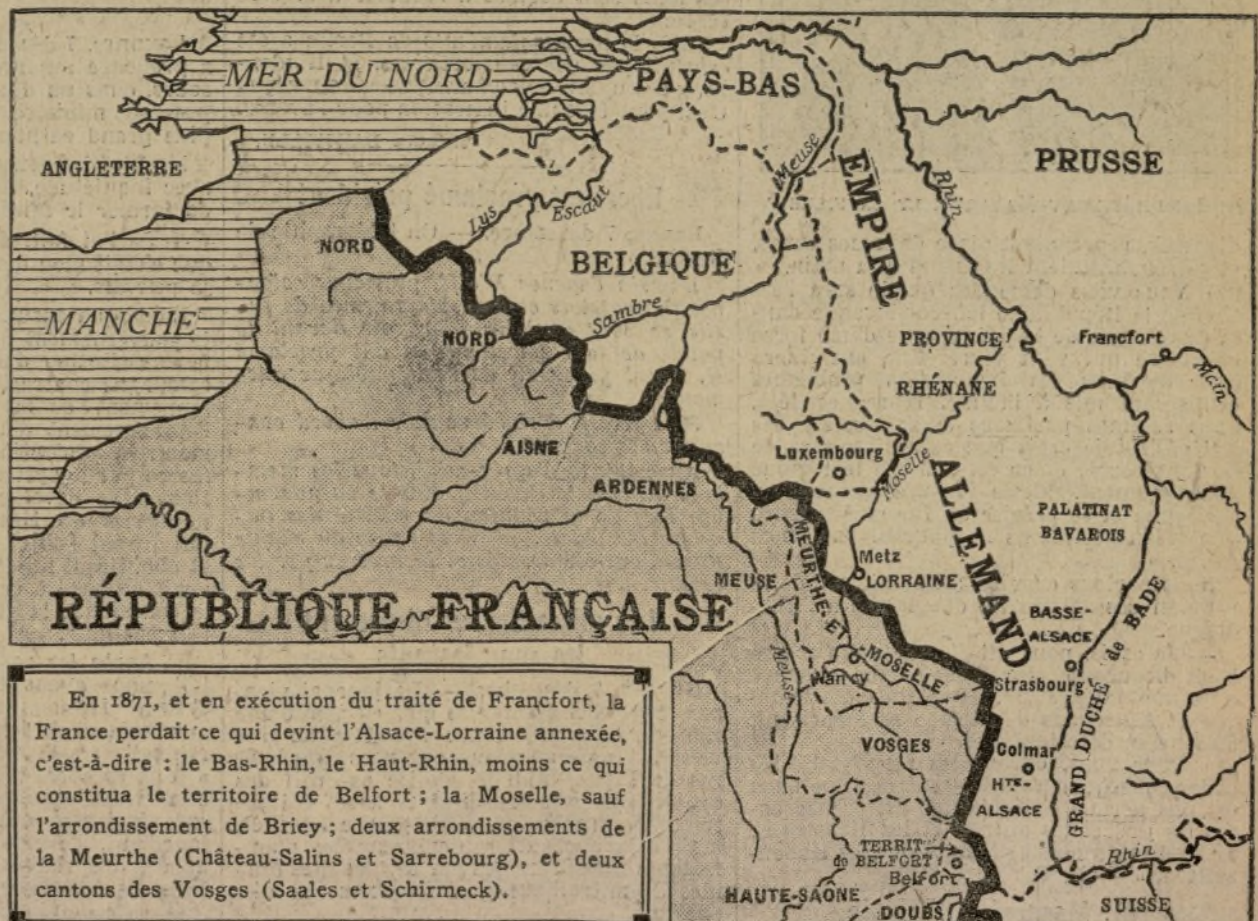 MER DU NORD
PAYS-BAS
ANGLETERRE
PRUSSE
EMPIRE
Meuse
Rhin
Lys
Escaut
NORD
BELGIQUE
MANCHE
Sambre
NORD
PROVINCE
RHÉNANE
Francfort
Main
AISNE
Luxembourg
Moselle
ALLEMAND
ARDENNES
PALATINAT
BAVAROIS
MEURTHE-ET
-MOSELLE
Metz
LORRAINE
MEUSE
RÉPUBLIQUE FRANÇAISE
BASSE-
ALSACE
GRAND DUCHÉ de BADE
Meuse
Nancy
Strasbourg
VOSGES
Colmar
HTE-
ALSACE
TERRIT
de BELFORT
Belfort
Rhin
HAUTE-SAÔNE
DOUBS
SUISSE
En 1871, et en exécution du traité de Francfort, la
France perdait ce qui devint l'Alsace-Lorraine annexée,
c'est-à-dire : le Bas-Rhin, le Haut-Rhin, moins ce qui
constitua le territoire de Belfort ; la Moselle, sauf
l'arrondissement de Briey ; deux arrondissements de
la Meurthe (Château-Salins et Sarrebourg), et deux
cantons des Vosges (Saales et Schirmeck).